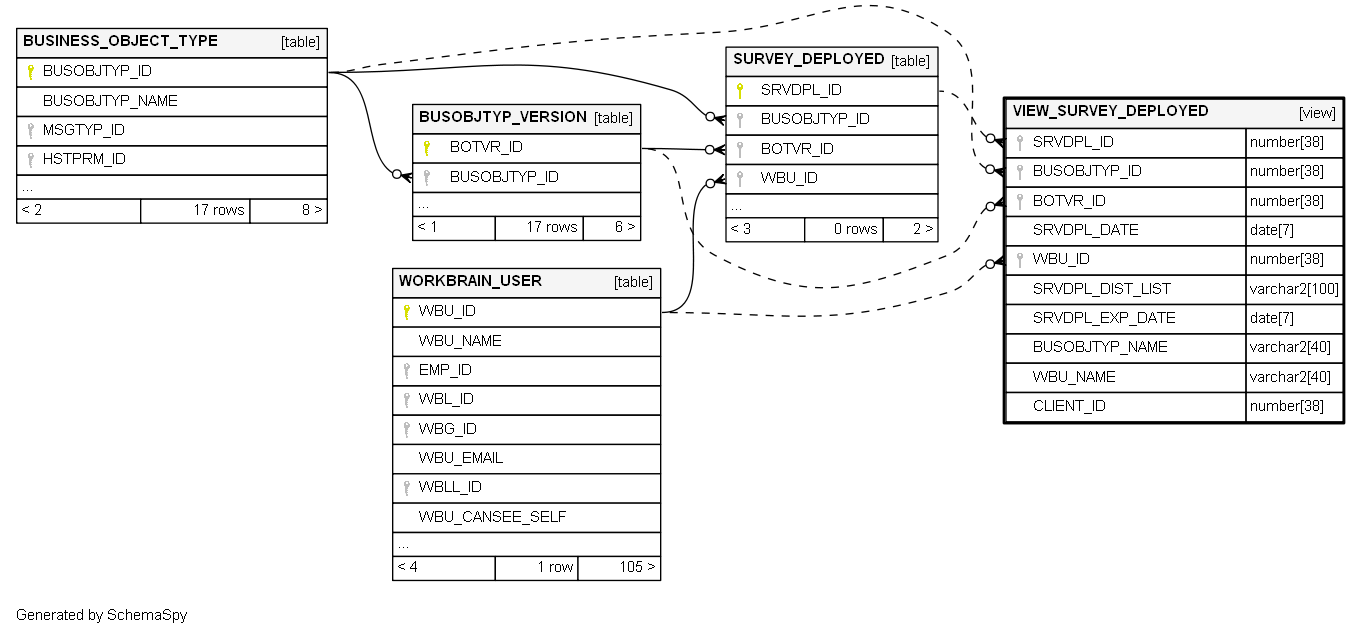 BUSINESS_OBJECT_TYPE [table]
BUSOBJTYP_ID
BUSOBJTYP_NAME
MSGTYP_ID
HSTPRM_ID
...
< 2 17 rows 8 >
BUSOBJTYP_VERSION [table]
BOTVR_ID
BUSOBJTYP_ID
...
< 1 17 rows 6 >
WORKBRAIN_USER [table]
WBU_ID
WBU_NAME
EMP_ID
WBL_ID
WBG_ID
WBU_EMAIL
WBLL_ID
WBU_CANSEE_SELF
...
< 4 1 row 105 >
SURVEY_DEPLOYED [table]
SRVDPL_ID
BUSOBJTYP_ID
BOTVR_ID
WBU_ID
...
< 3 0 rows 2 >
VIEW_SURVEY_DEPLOYED [view]
SRVDPL_ID number[38]
BUSOBJTYP_ID number[38]
BOTVR_ID number[38]
SRVDPL_DATE date[7]
WBU_ID number[38]
SRVDPL_DIST_LIST varchar2[100]
SRVDPL_EXP_DATE date[7]
BUSOBJTYP_NAME varchar2[40]
WBU_NAME varchar2[40]
CLIENT_ID number[38]
Generated by SchemaSpy